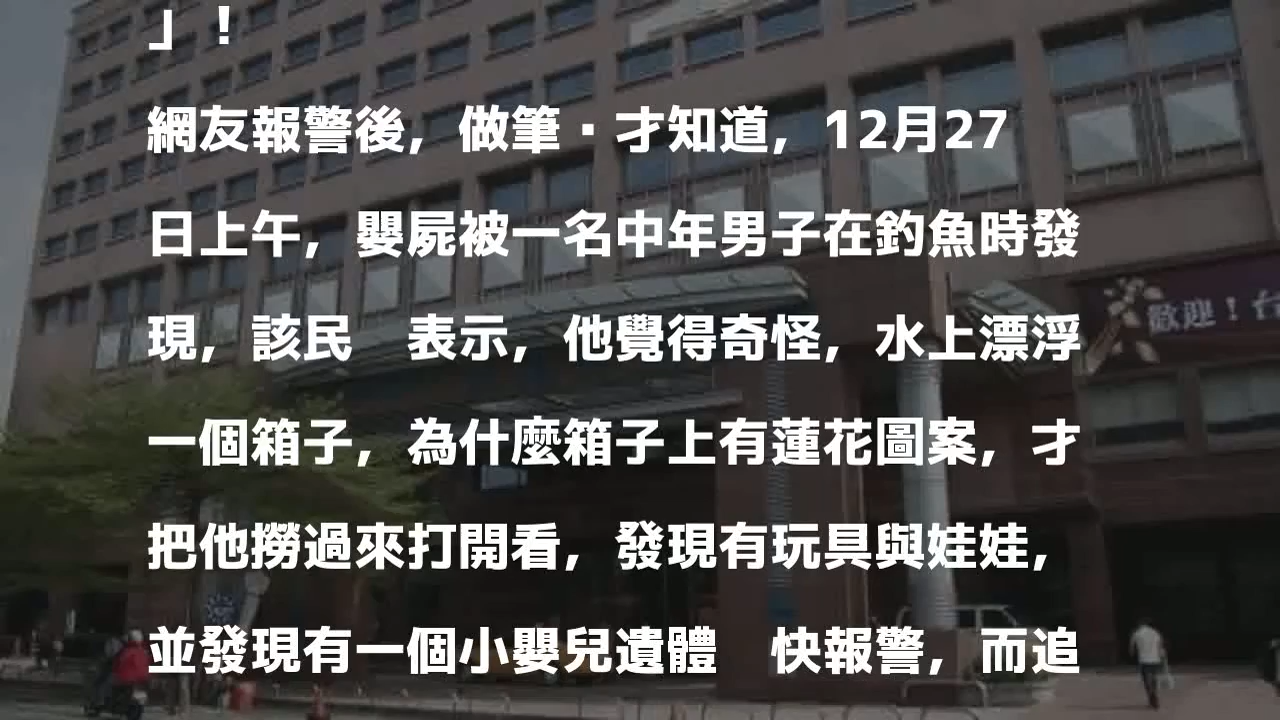 」！
網友報警後，做筆▪才知道，12月27
日上午，嬰屍被一名中年男子在釣魚時發
現，該民　表示，他覺得奇怪，水上漂浮
一個箱子，為什麼箱子上有蓮花圖案，才
把他撈過來打開看，發現有玩具與娃娃，
並發現有一個小嬰兒遺體　快報警，而追
歡迎！台